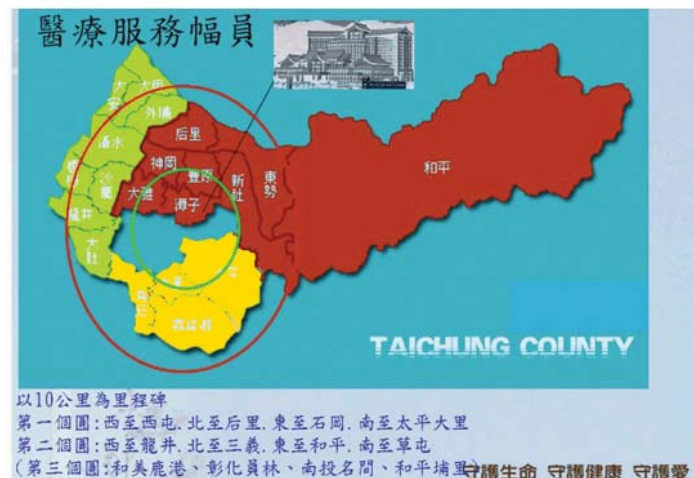 醫療服務幅員
大安
大甲
外埔
后里
清水
神岡
豐原
新社
東勢
和平
梧棲
沙鹿
大雅
潭子
龍井
大肚
霧峰
TAICHUNG COUNTY
以10公里為里程碑
第一個圓:西至西屯.北至后里.東至石岡.南至太平大里
第二個圓:西至龍井.北至三義.東至和平.南至草屯
(第三個圓:和美鹿港、彰化員林、南投名間、和平埔里)
守護生命 守護健康 守護愛